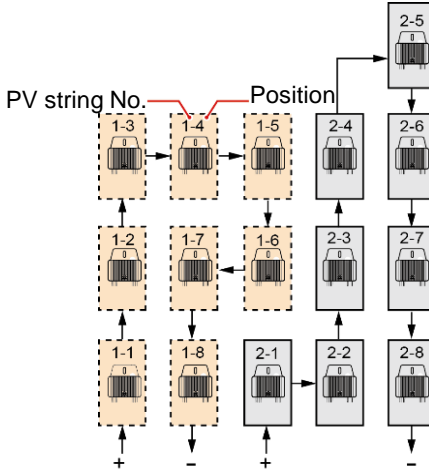 2-5
PV string No. Position
1-3 1-4 1-5 2-4 2-6
1-2 1-7 1-6 2-3 2-7
1-1 1-8 2-1 2-2 2-8
+ - + -